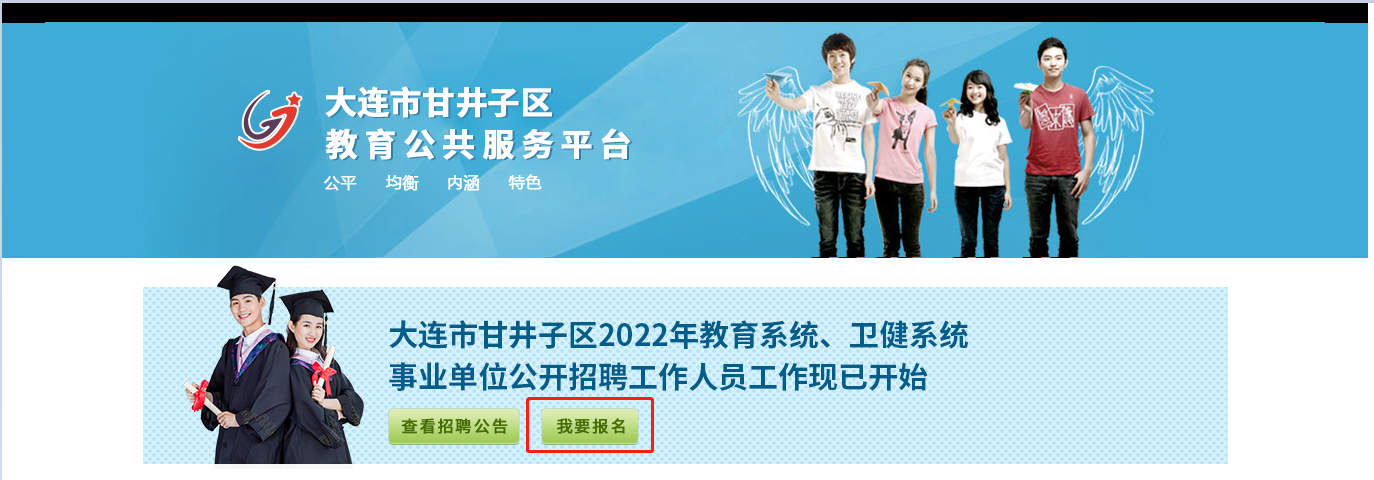 大连市甘井子区
教育公共服务平台
公平 均衡 内涵 特色
大连市甘井子区2022年教育系统、卫健系统
事业单位公开招聘工作人员工作现已开始
查看招聘公告 我要报名